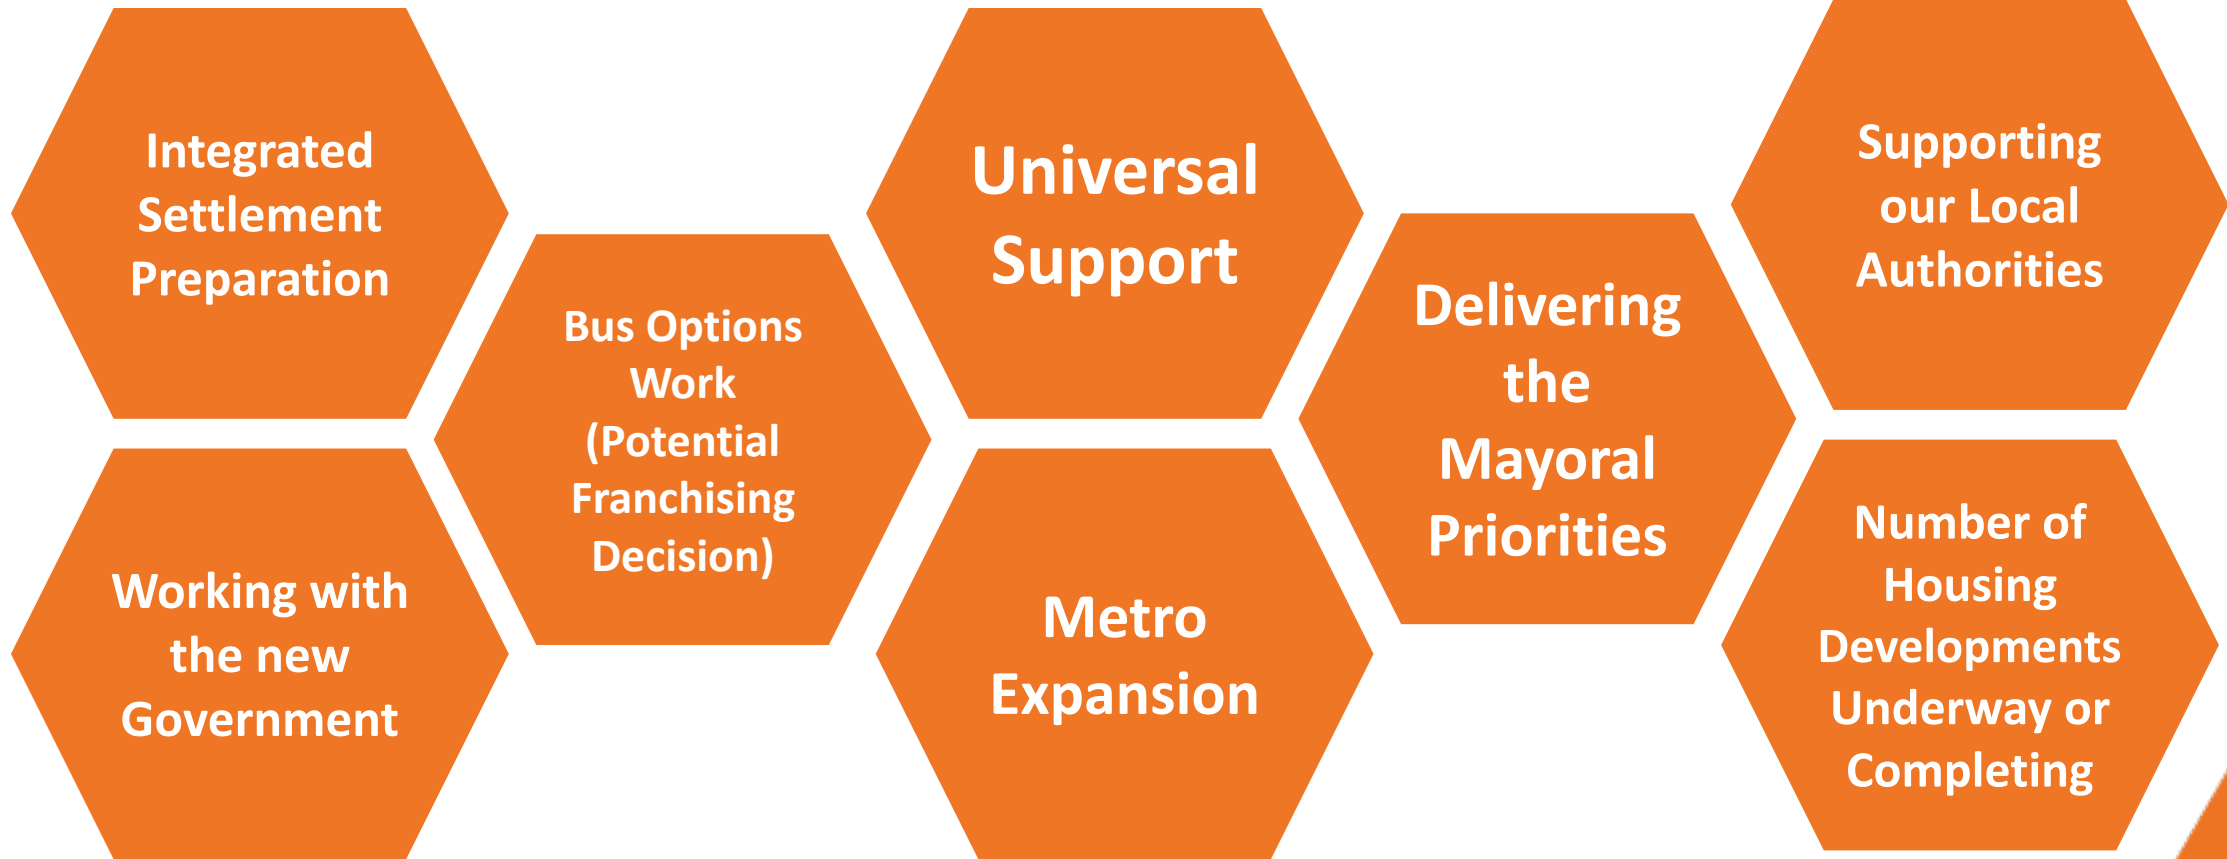 Integrated
Settlement
Preparation
Working with
the new
Government
Bus Options
Work
(Potential
Franchising
Decision)
Universal
Support
Metro
Expansion
Delivering
the
Mayoral
Priorities
Supporting
our Local
Authorities
Number of
Housing
Developments
Underway or
Completing